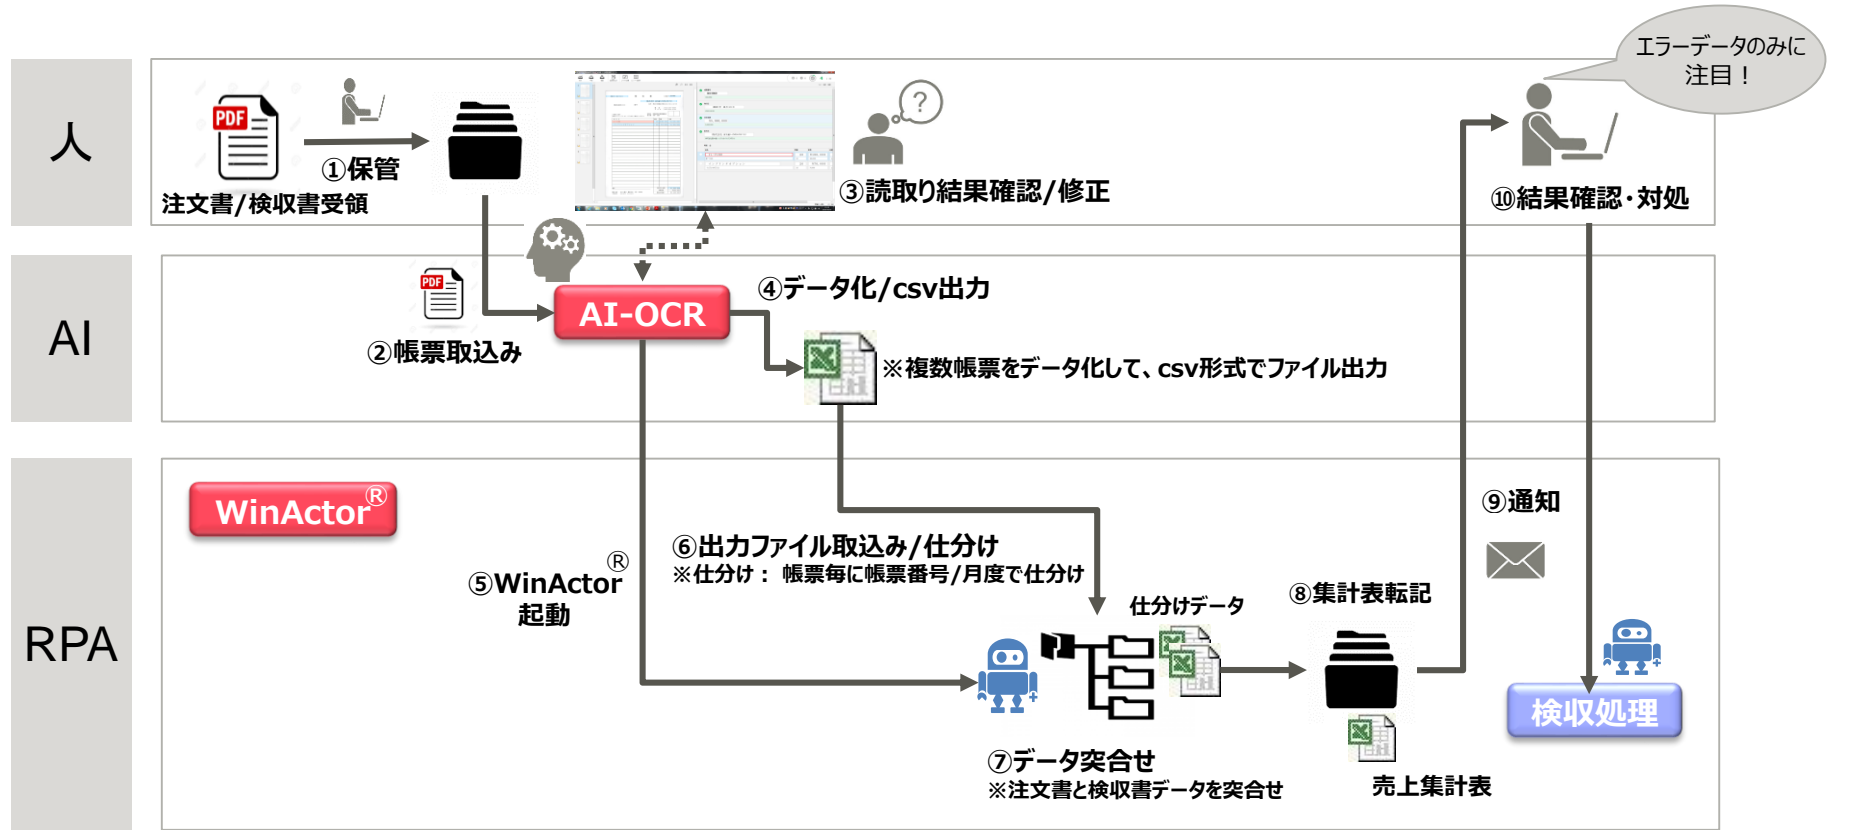 エラーデータのみに
注目！
人
PDF
①保管
注文書/検収書受領
③読取り結果確認/修正
⑩結果確認・対処
AI
PDF
②帳票取込み
AI-OCR
④データ化/csv出力
※複数帳票をデータ化して、csv形式でファイル出力
RPA
WinActor®
⑤WinActor®
起動
⑥出力ファイル取込み/仕分け
※仕分け： 帳票毎に帳票番号/月度で仕分け
仕分けデータ
⑦データ突合せ
※注文書と検収書データを突合せ
⑧集計表転記
売上集計表
⑨通知
検収処理